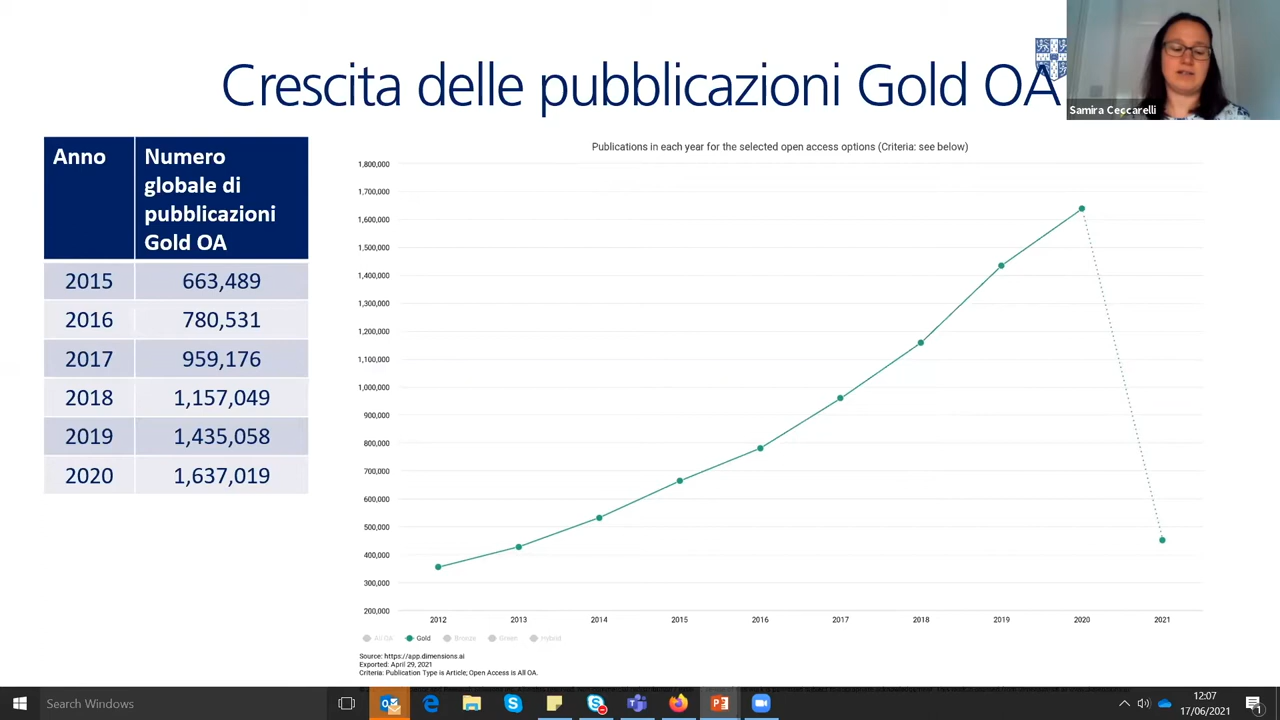 Crescita delle pubblicazioni Gold OA
Samira Ceccarelli
Anno
Numero
globale di
pubblicazioni
Gold OA
2015 663,489
2016 780,531
2017 959,176
2018 1,157,049
2019 1,435,058
2020 1,637,019
Publications in each year for the selected open access options (Criteria: see below)
1,800,000
1,700,000
1,600,000
1,500,000
1,400,000
1,300,000
1,200,000
1,100,000
1,000,000
900,000
800,000
700,000
600,000
500,000
400,000
300,000
200,000
2012 2013 2014 2015 2016 2017 2018 2019 2020 2021
All OA Gold Bronze Green Hybrid
Source: https://app.dimensions.ai
Exported: April 29, 2021
Criteria: Publication Type is Article; Open Access is All OA.
Search Windows
12:07
17/06/2021
1